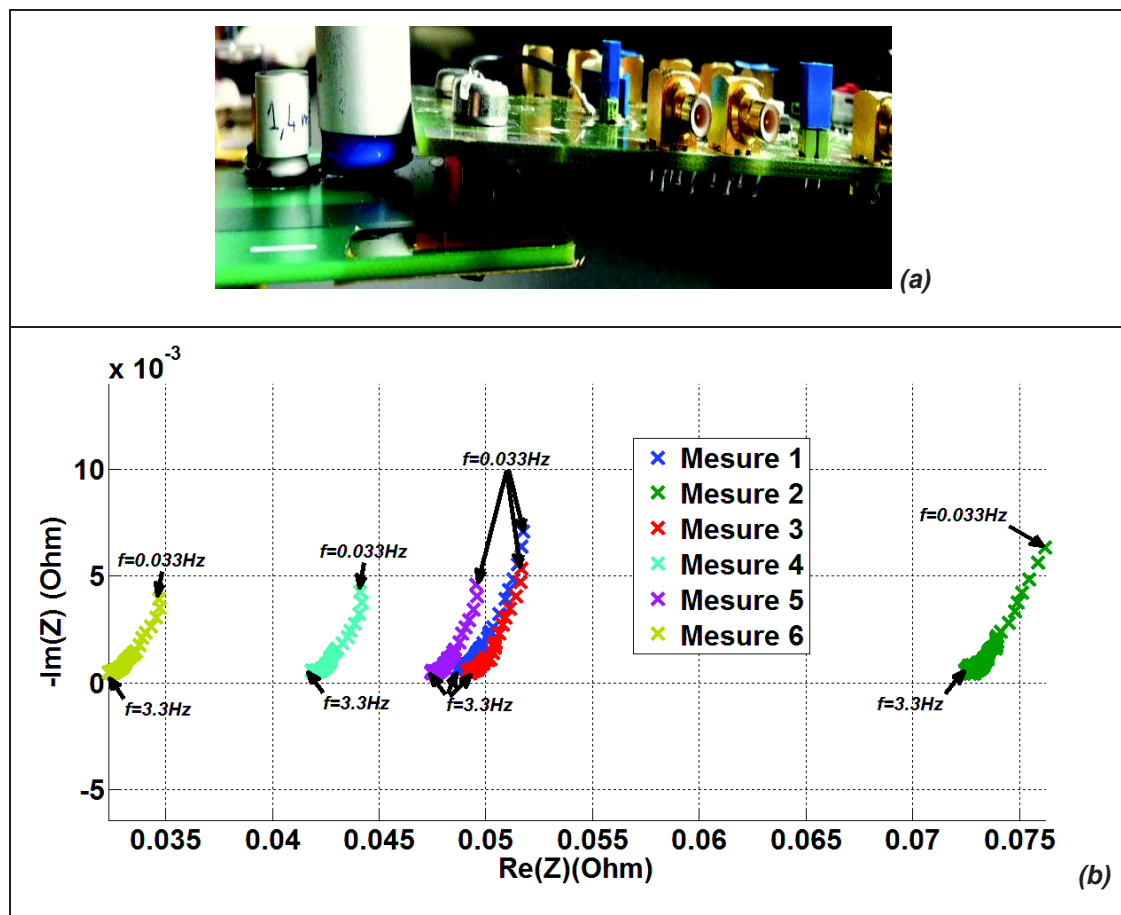 1,4 m
(a)
x 10-3
10
5
0
-5
-Im(Z) (Ohm)
f=0.033Hz
f=3.3Hz
f=0.033Hz
f=3.3Hz
f=0.033Hz
f=3.3Hz
f=0.033Hz
f=3.3Hz
Mesure 1
Mesure 2
Mesure 3
Mesure 4
Mesure 5
Mesure 6
0.035 0.04 0.045 0.05 0.055 0.06 0.065 0.07 0.075
Re(Z)(Ohm)
(b)